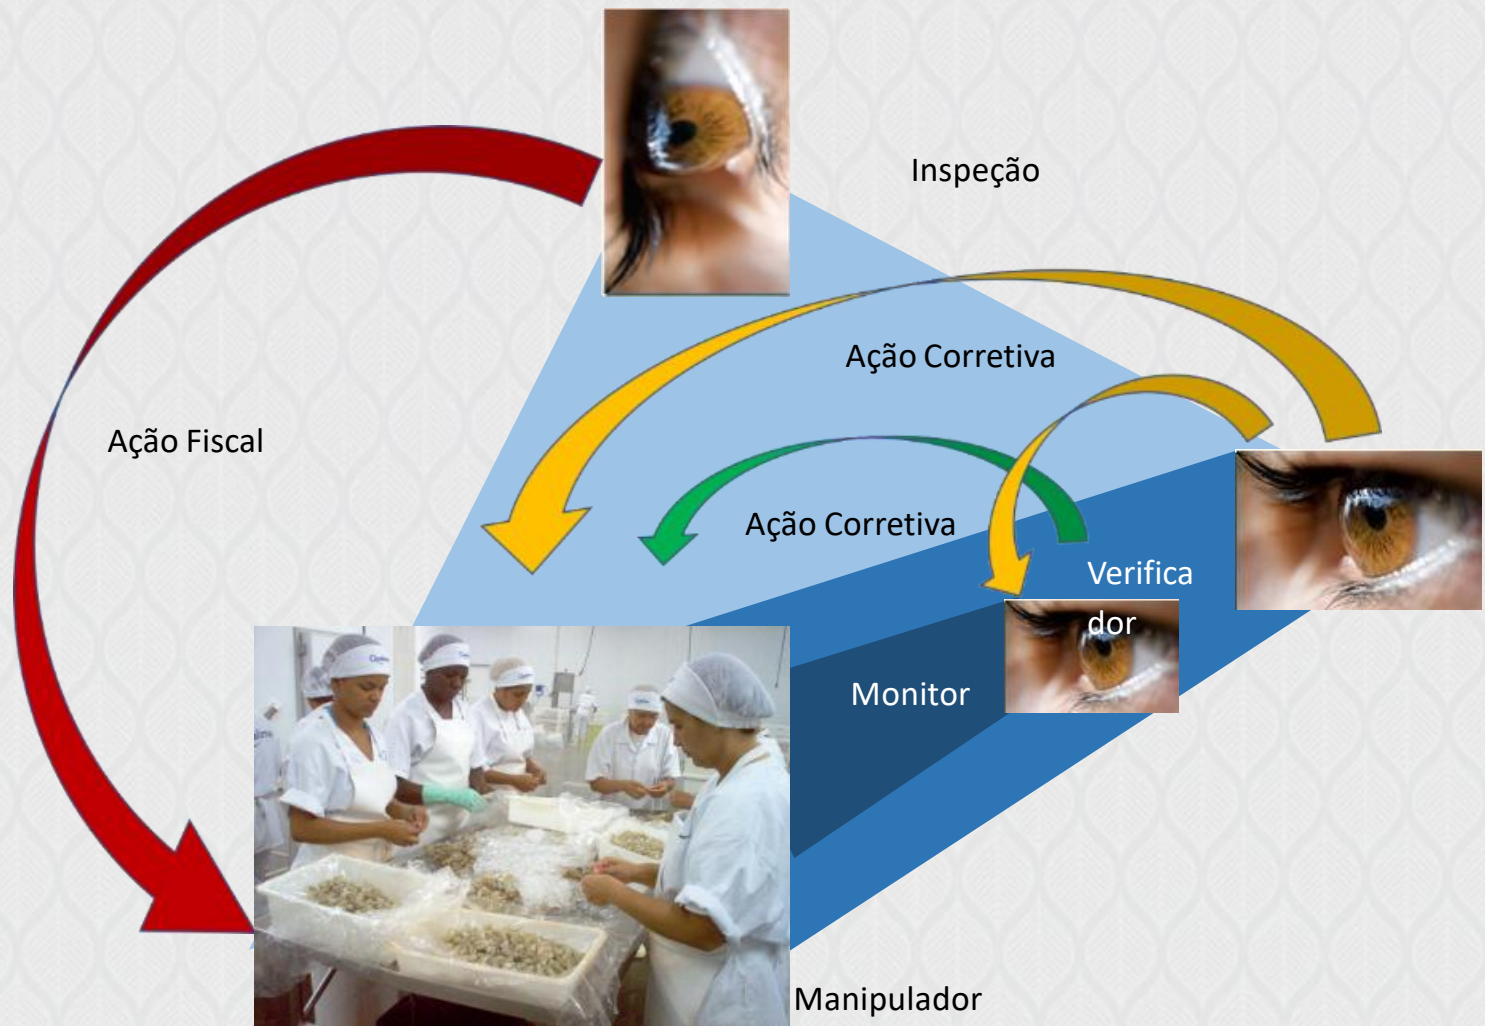 Inspeção
Ação Corretiva
Ação Fiscal
Ação Corretiva
Verifica
dor
Monitor
Manipulador